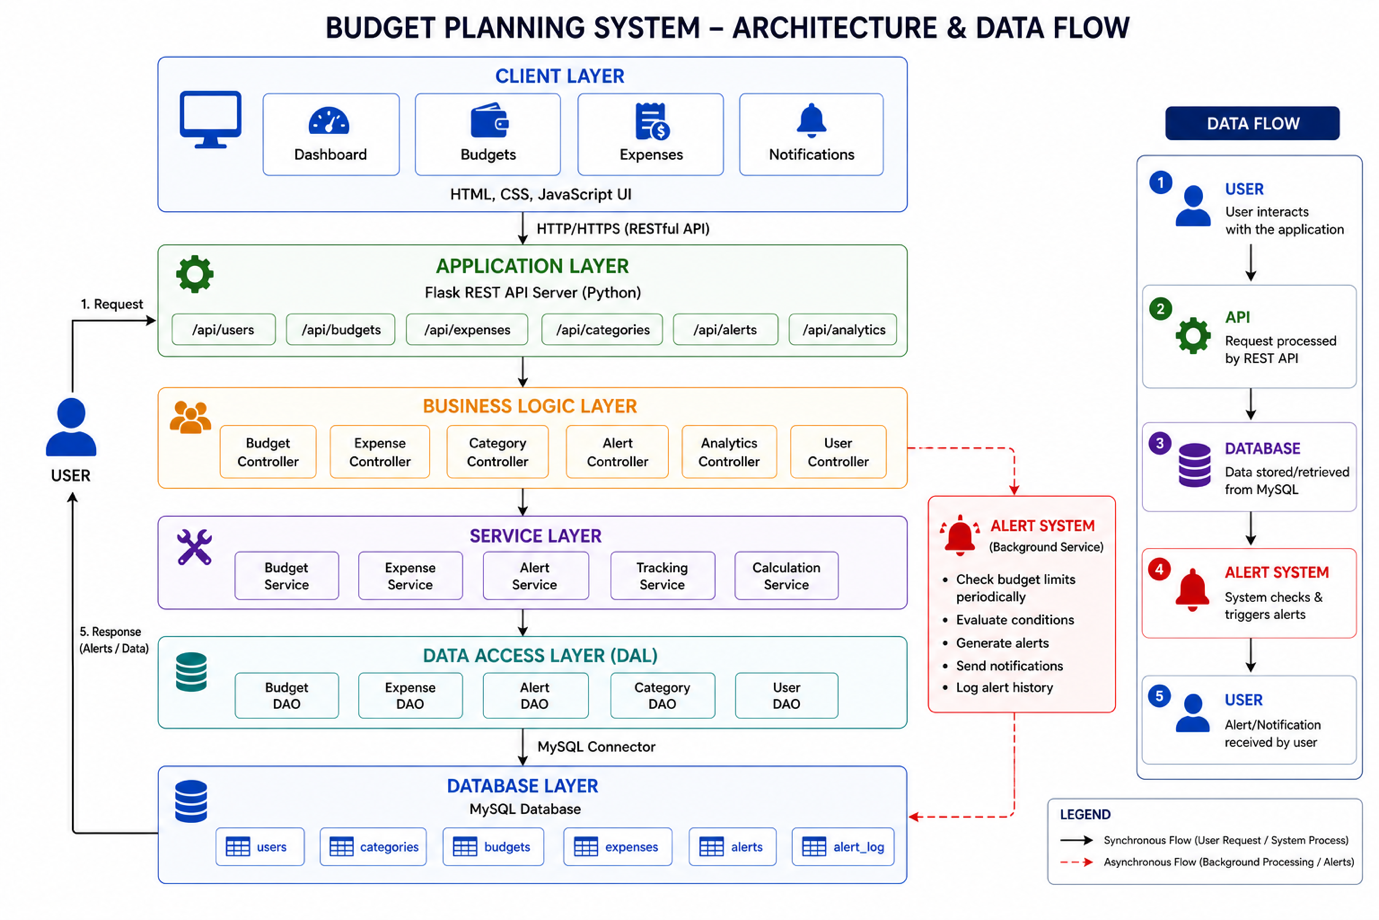 BUDGET PLANNING SYSTEM – ARCHITECTURE & DATA FLOW
CLIENT LAYER
Dashboard
Budgets
Expenses
Notifications
HTML, CSS, JavaScript UI
HTTP/HTTPS (RESTful API)
APPLICATION LAYER
Flask REST API Server (Python)
/api/users
/api/budgets
/api/expenses
/api/categories
/api/alerts
/api/analytics
1. Request
USER
5. Response
(Alerts / Data)
BUSINESS LOGIC LAYER
Budget
Controller
Expense
Controller
Category
Controller
Alert
Controller
Analytics
Controller
User
Controller
SERVICE LAYER
Budget
Service
Expense
Service
Alert
Service
Tracking
Service
Calculation
Service
DATA ACCESS LAYER (DAL)
Budget
DAO
Expense
DAO
Alert
DAO
Category
DAO
User
DAO
MySQL Connector
DATABASE LAYER
MySQL Database
users
categories
budgets
expenses
alerts
alert_log
ALERT SYSTEM
(Background Service)
• Check budget limits
periodically
• Evaluate conditions
• Generate alerts
• Send notifications
• Log alert history
DATA FLOW
1
USER
User interacts
with the application
2
API
Request processed
by REST API
3
DATABASE
Data stored/retrieved
from MySQL
4
ALERT SYSTEM
System checks &
triggers alerts
5
USER
Alert/Notification
received by user
LEGEND
Synchronous Flow (User Request / System Process)
Asynchronous Flow (Background Processing / Alerts)